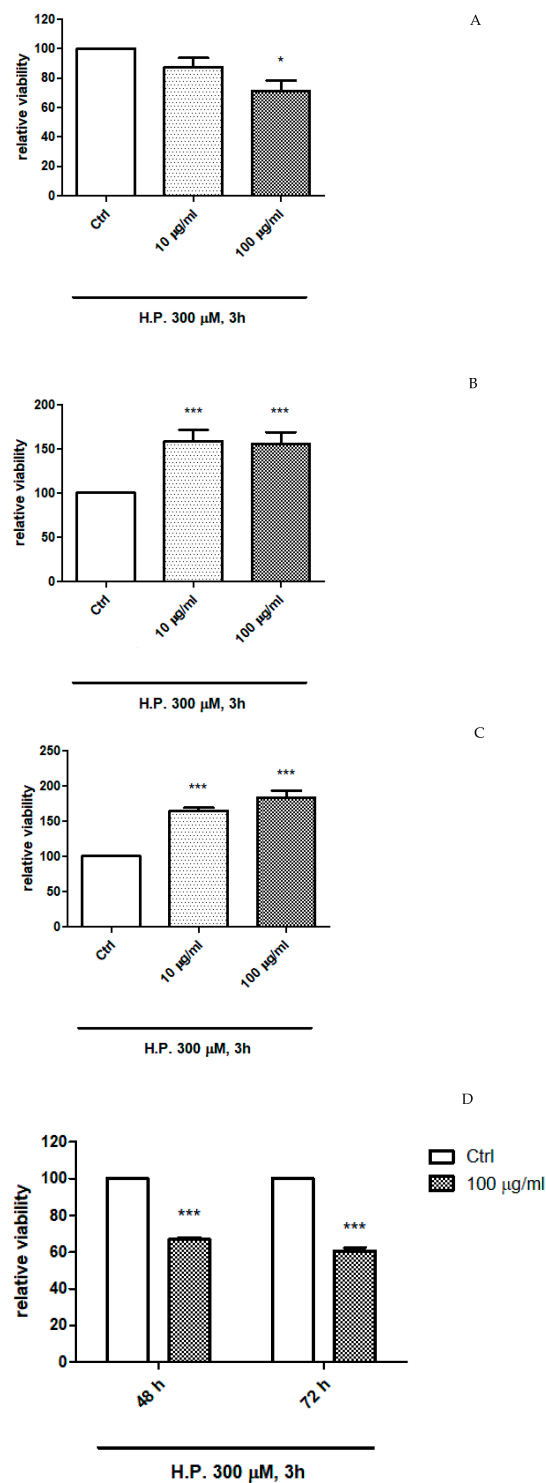 A
relative viability
120
100
80
60
40
20
0
*
Ctrl
10 µg/ml
100 µg/ml
H.P. 300 µM, 3h
B
relative viability
200
150
100
50
0
***
***
Ctrl
10 µg/ml
100 µg/ml
H.P. 300 µM, 3h
C
relative viability
250
200
150
100
50
0
***
***
Ctrl
10 µg/ml
100 µg/ml
H.P. 300 µM, 3h
D
relative viability
120
100
80
60
40
20
0
***
***
Ctrl
100 µg/ml
48 h
72 h
H.P. 300 µM, 3h